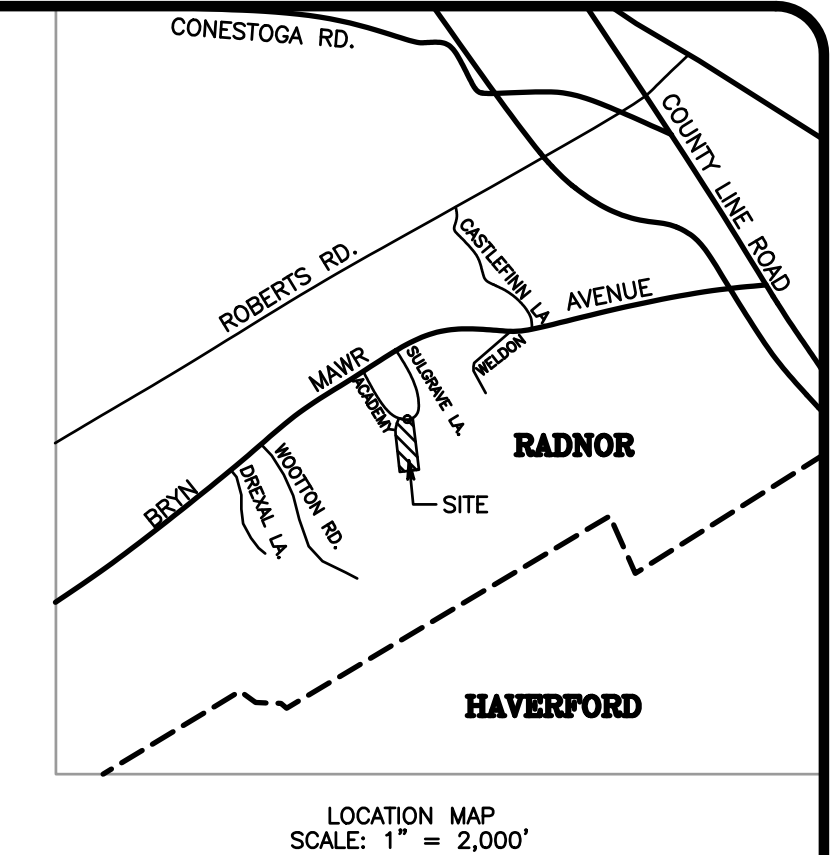 CONESTOGA RD.
COUNTY LINE ROAD
ROBERTS RD.
CASTLEFINN LA
AVENUE
MAWR
BRYN
WELDON
SULGRAVE LA.
ACADEMY
WOOTTON RD.
DREXAL LA.
RADNOR
SITE
HAVERFORD
LOCATION MAP
SCALE: 1" = 2,000'